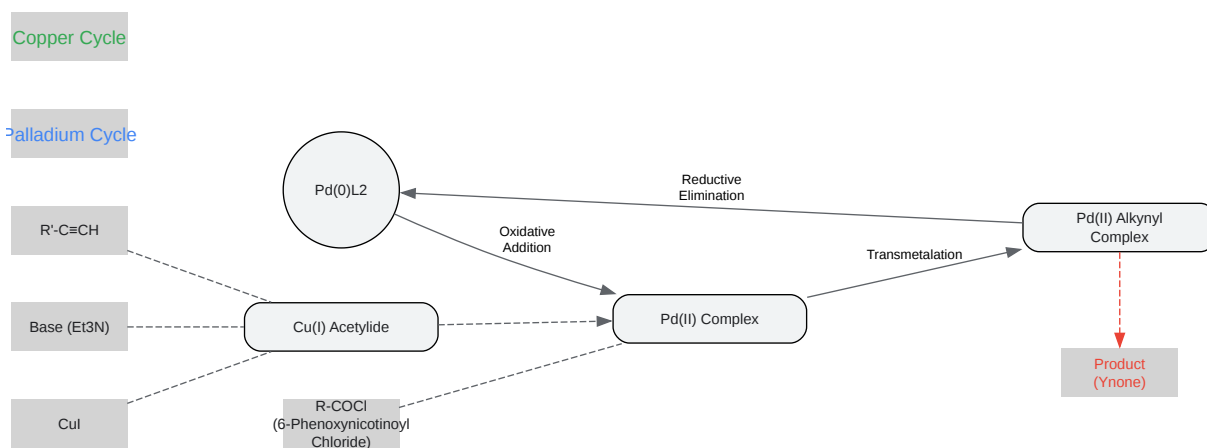 Copper Cycle
Palladium Cycle
Pd(0)L2
Reductive
Elimination
Pd(II) Alkynyl
Complex
R'-C≡CH
Oxidative
Addition
Transmetalation
Base (Et3N)
Cu(I) Acetylide
Pd(II) Complex
Product
(Ynone)
CuI
R-COCl
(6-Phenoxynicotinoyl
Chloride)